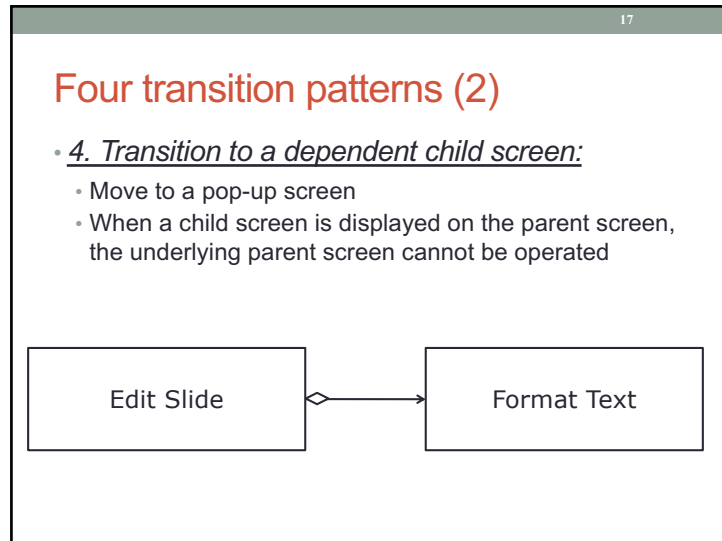 17
Four transition patterns (2)
• 4. Transition to a dependent child screen:
• Move to a pop-up screen
• When a child screen is displayed on the parent screen,
the underlying parent screen cannot be operated
Edit Slide
Format Text